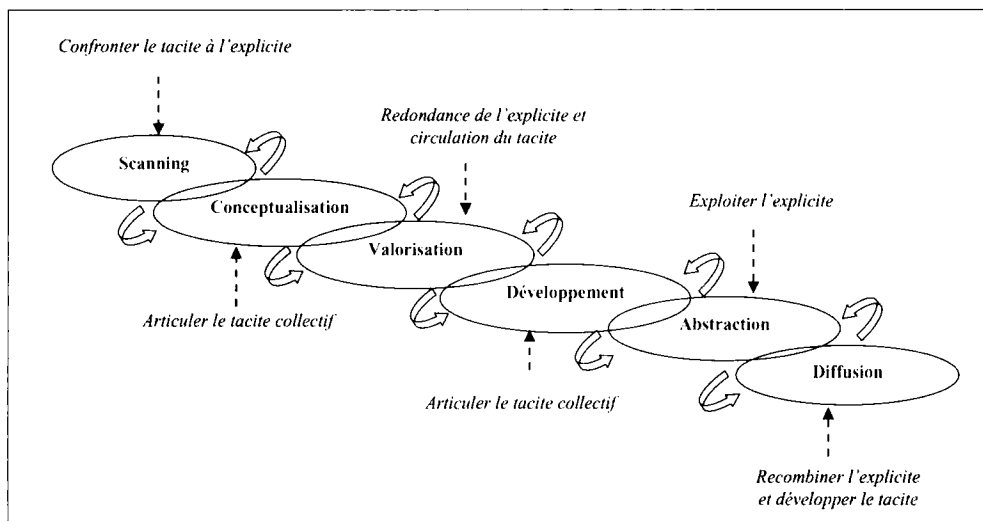 Confronter le tacite à l'explicite
Redondance de l'explicite et
circulation du tacite
Scanning
Conceptualisation
Exploiter l'explicite
Valorisation
Développement
Articuler le tacite collectif
Abstraction
Diffusion
Articuler le tacite collectif
Recombiner l'explicite
et développer le tacite